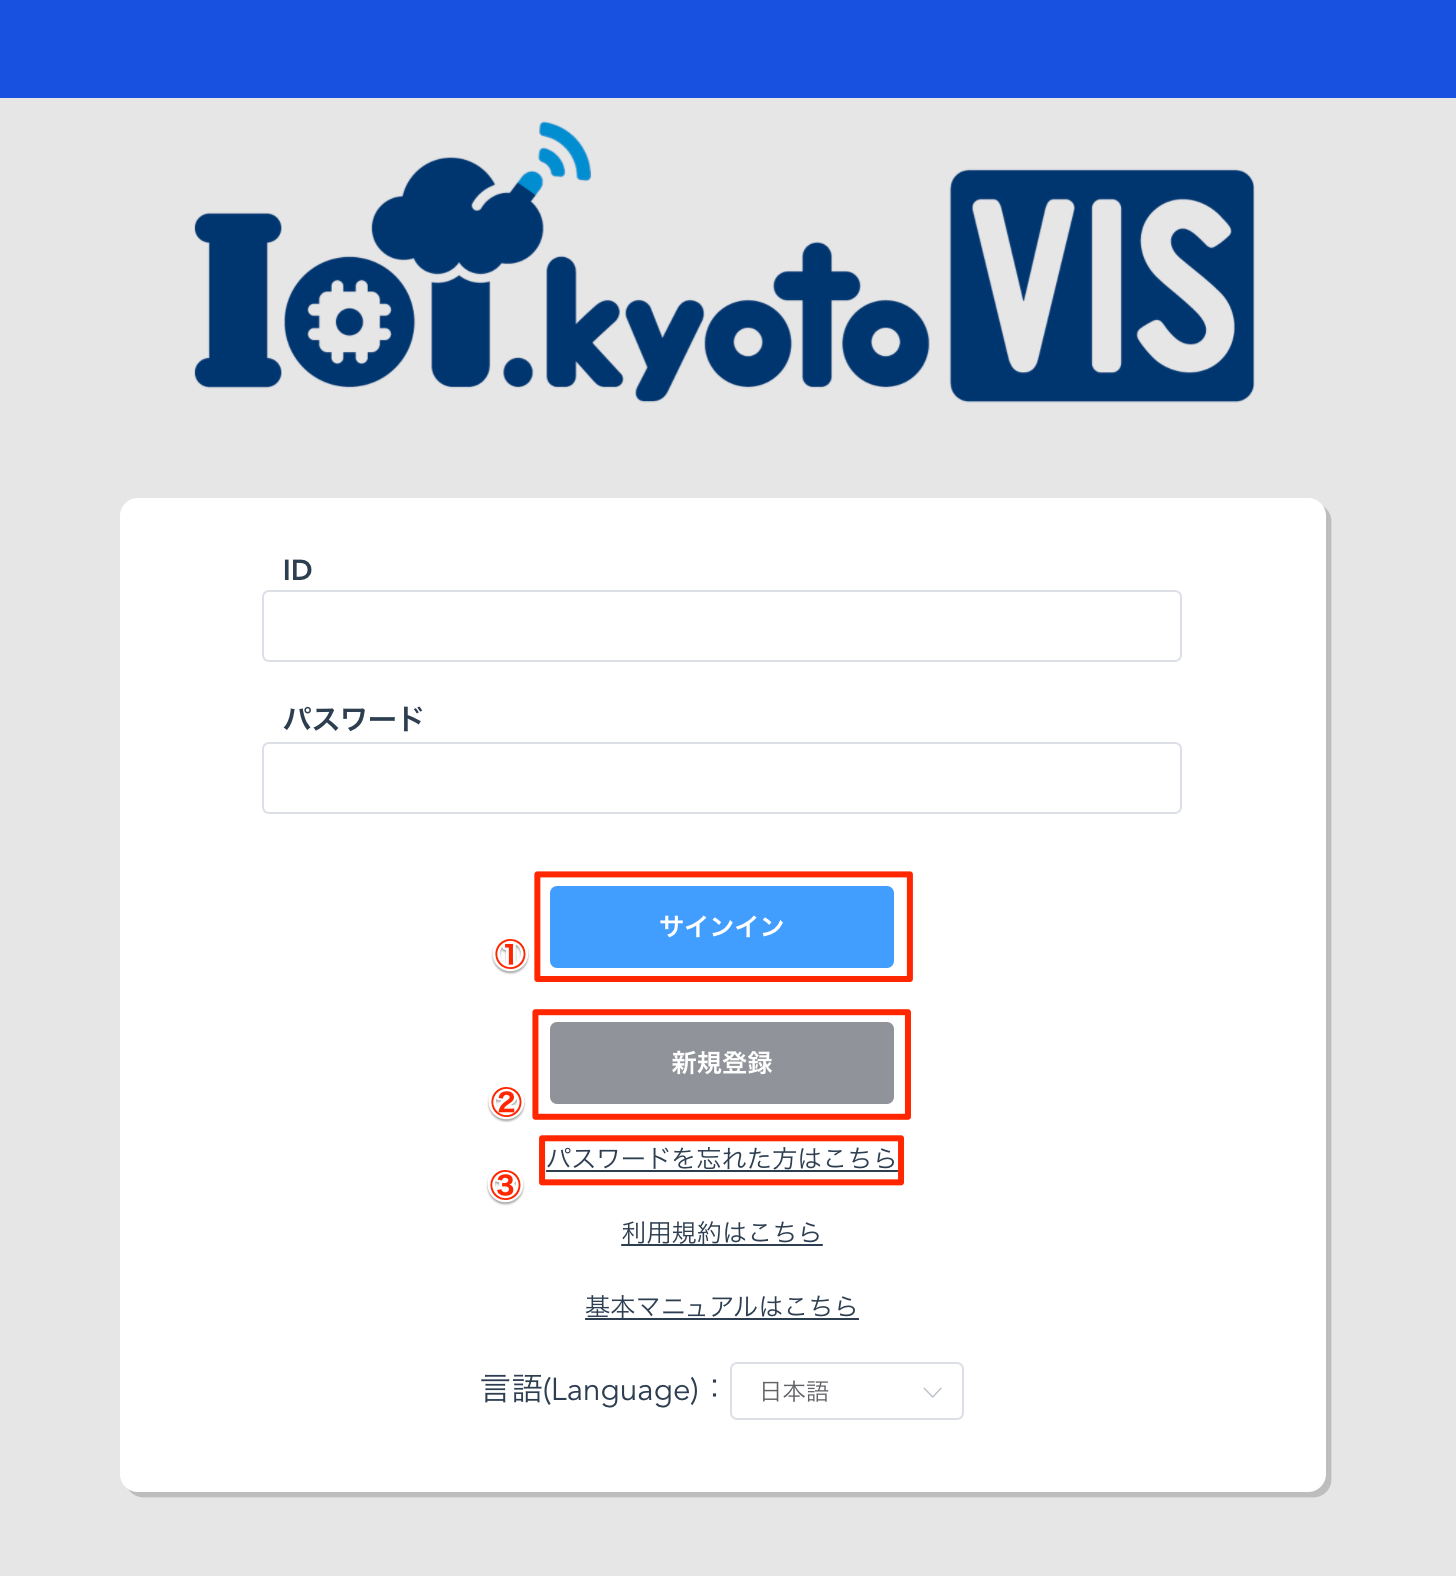 IoT.kyoto VIS
ID
パスワード
サインイン
①
新規登録
②
パスワードを忘れた方はこちら
③
利用規約はこちら
基本マニュアルはこちら
言語(Language)： 日本語